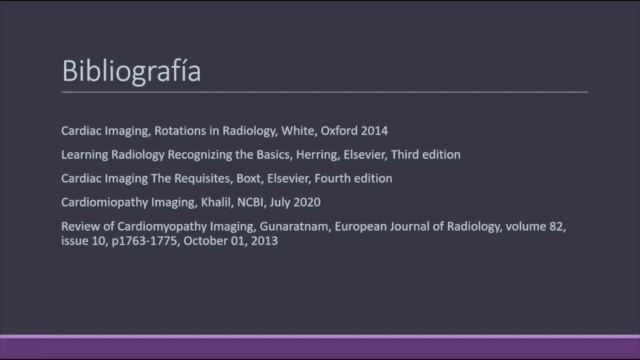 Bibliografía
Cardiac Imaging, Rotations in Radiology, White, Oxford 2014
Learning Radiology Recognizing the Basics, Herring, Elsevier, Third edition
Cardiac Imaging The Requisites, Boxt, Elsevier, Fourth edition
Cardiomiopathy Imaging, Khalil, NCBI, July 2020
Review of Cardiomyopathy Imaging, Gunaratnam, European Journal of Radiology, volume 82,
issue 10, p1763-1775, October 01, 2013